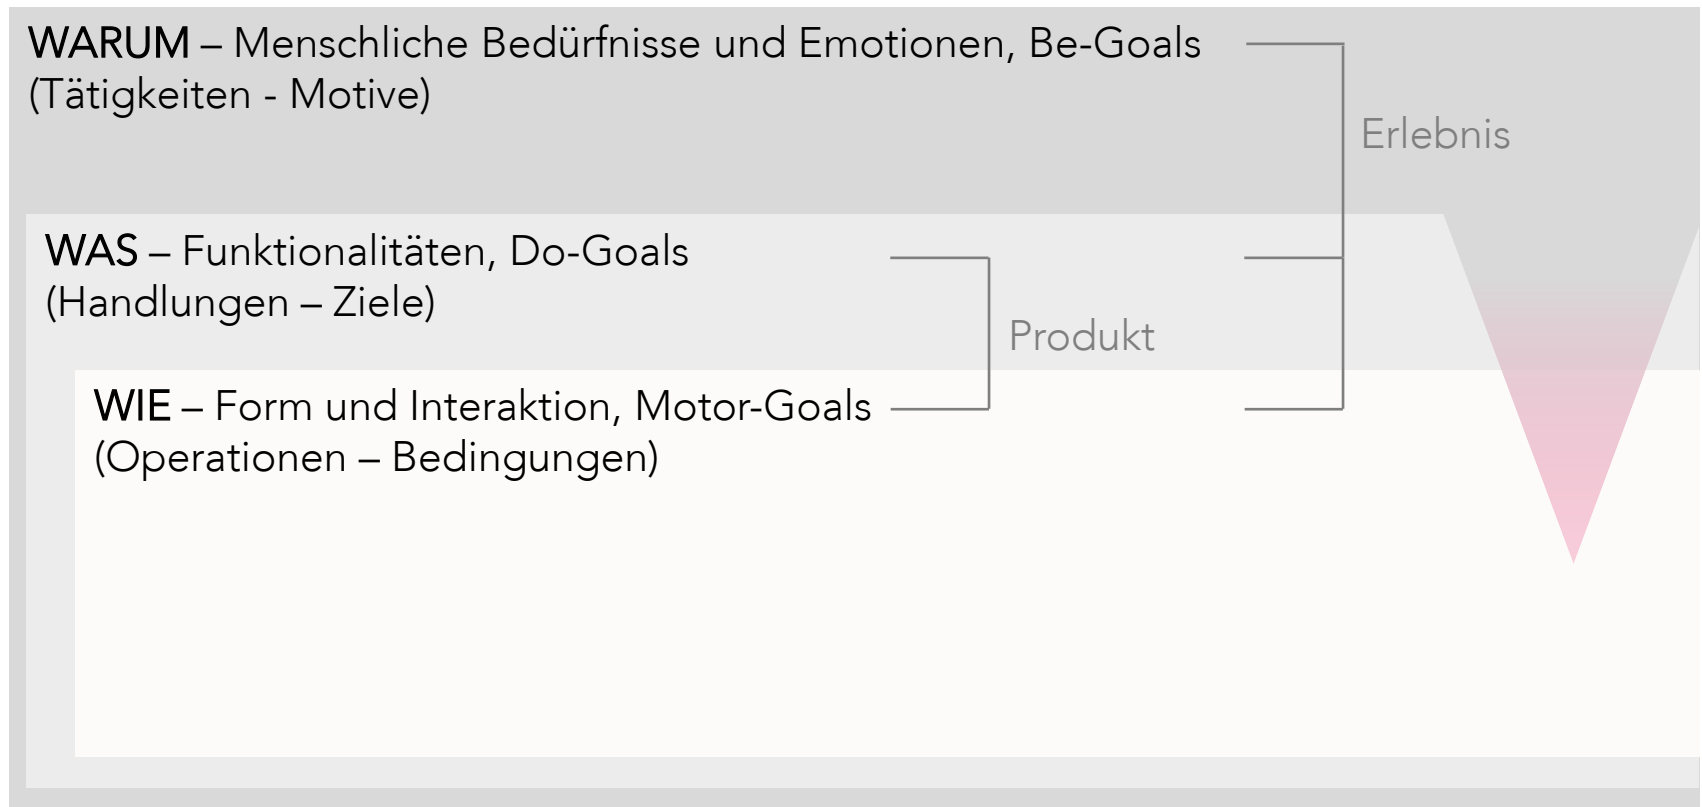 WARUM – Menschliche Bedürfnisse und Emotionen, Be-Goals
(Tätigkeiten - Motive)
Erlebnis
WAS – Funktionalitäten, Do-Goals
(Handlungen – Ziele)
Produkt
WIE – Form und Interaktion, Motor-Goals
(Operationen – Bedingungen)